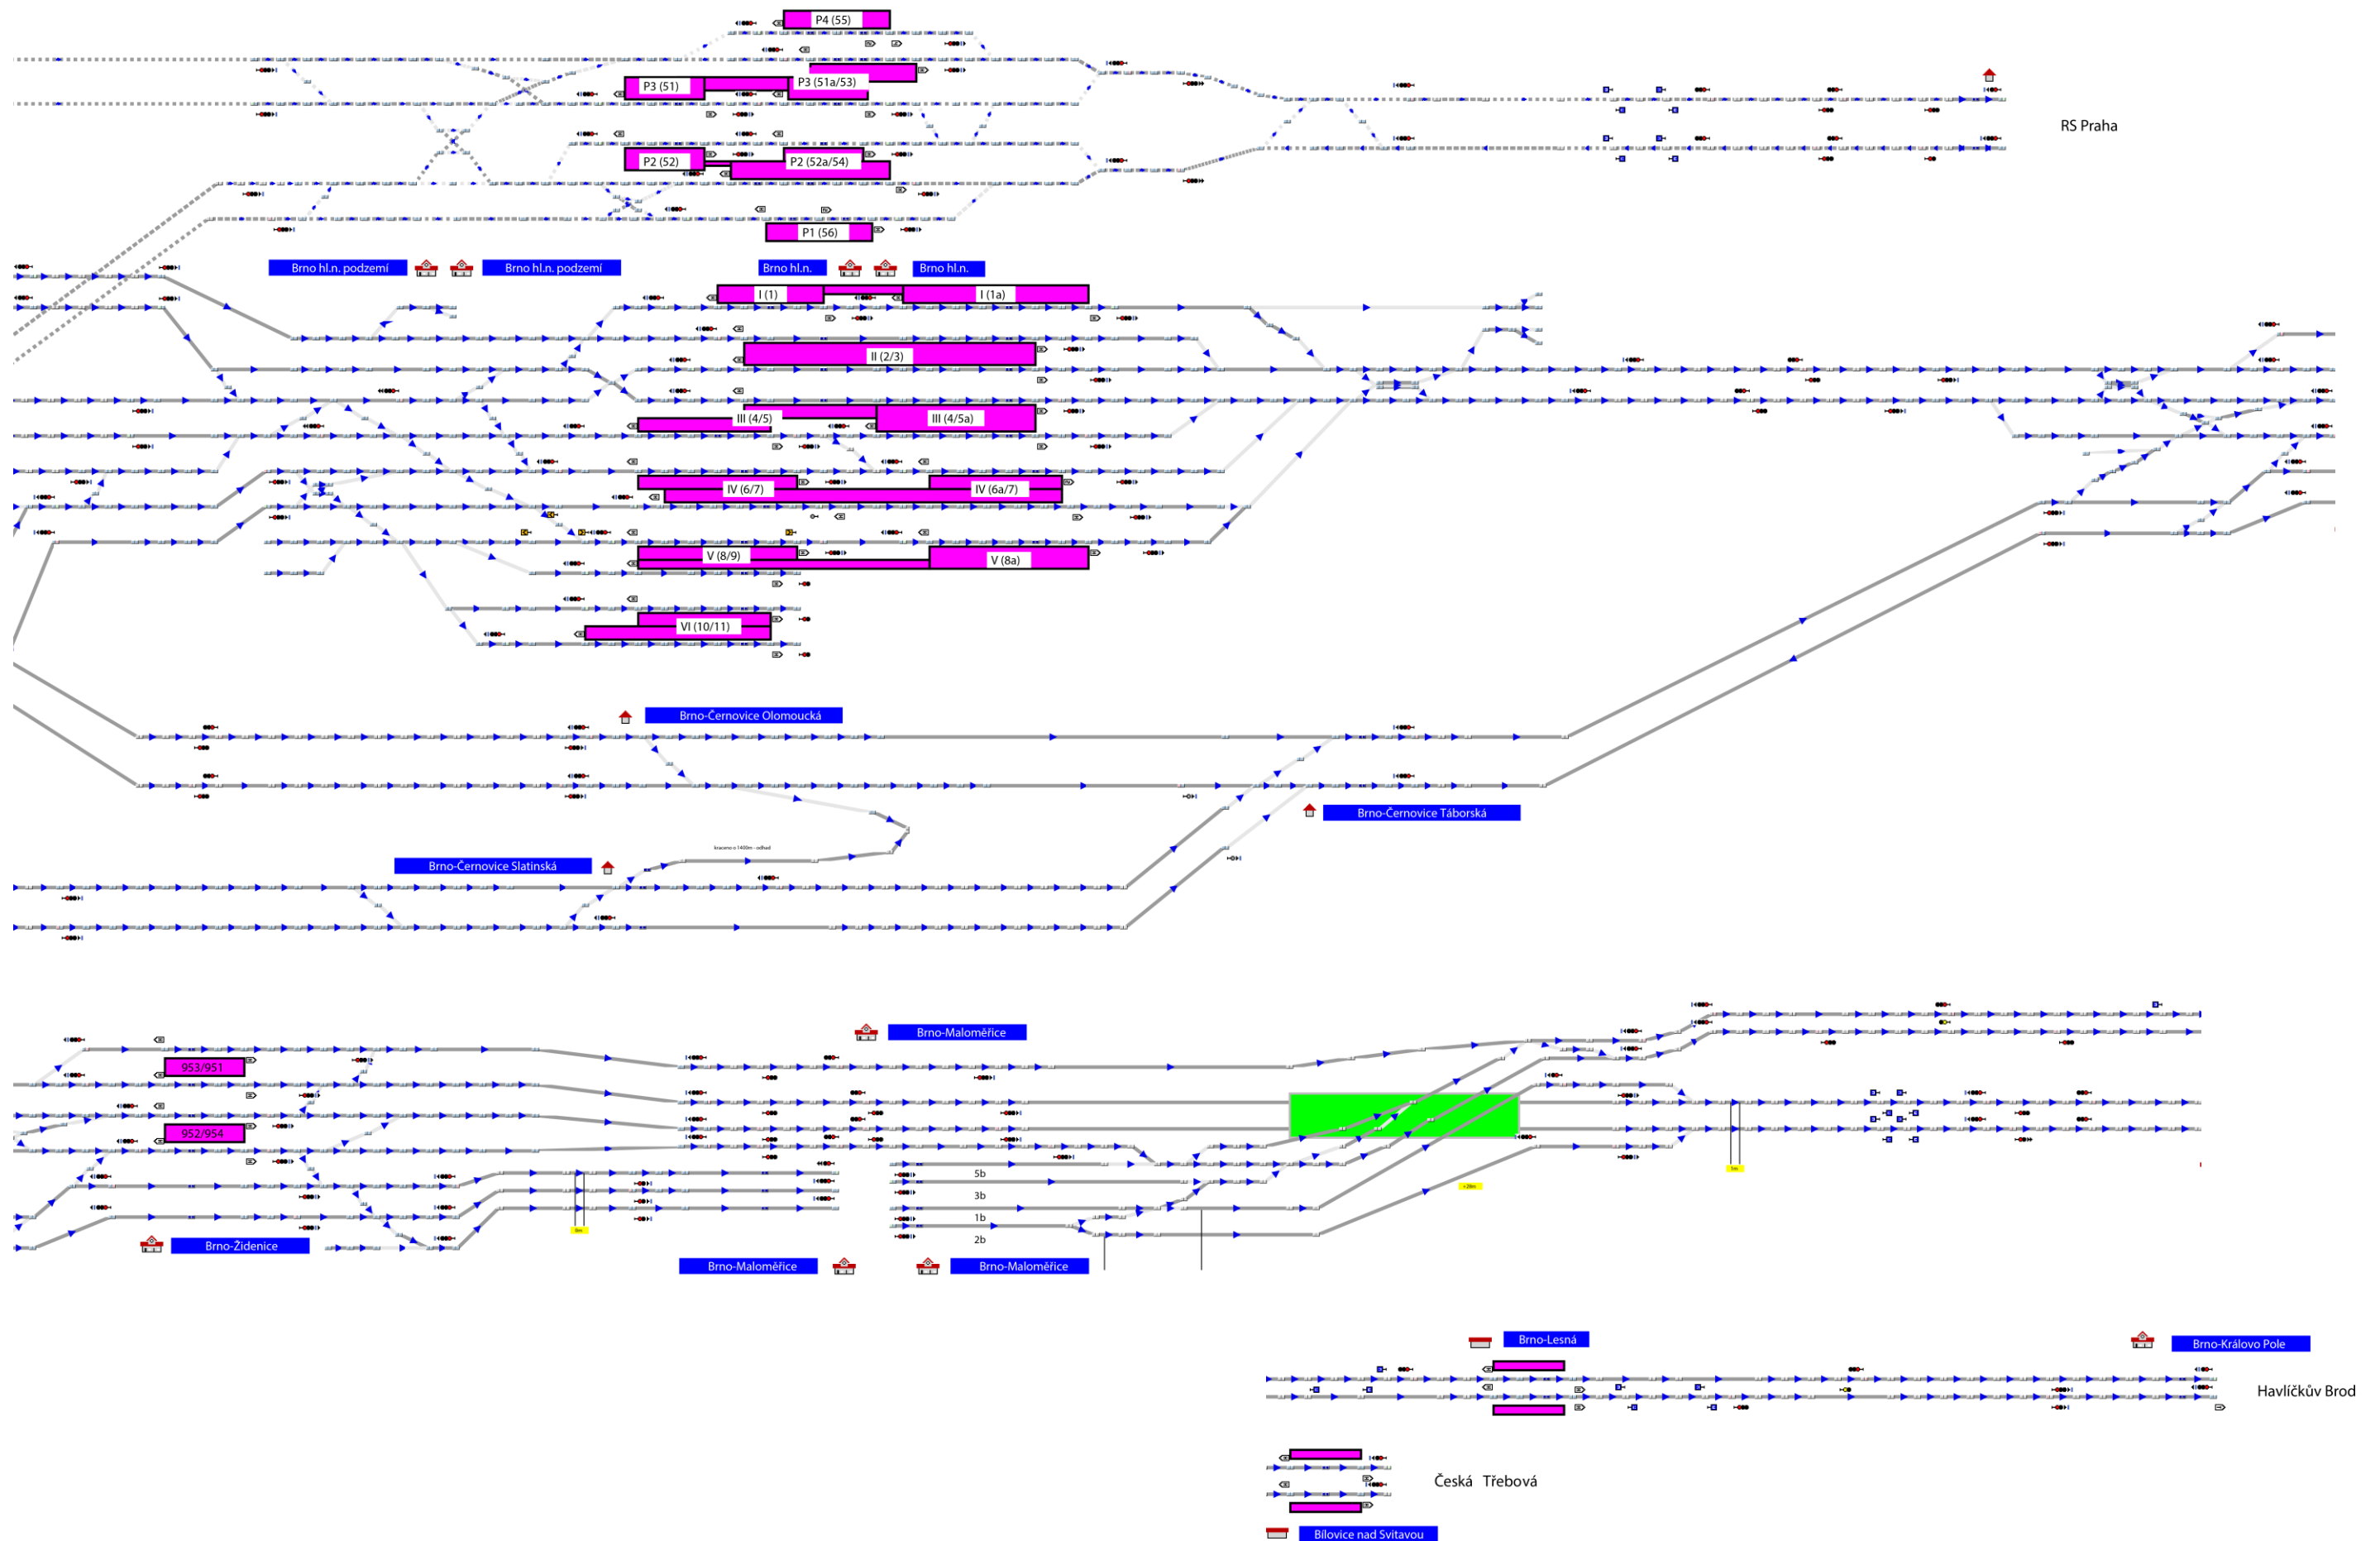 P4 (55)
P3 (51)
P3 (51a/53)
RS Praha
P2 (52)
P2 (52a/54)
P1 (56)
Brno hl.n. podzemí
Brno hl.n. podzemí
Brno hl.n.
Brno hl.n.
I (1)
I (1a)
II (2/3)
III (4/5)
III (4/5a)
IV (6/7)
IV (6a/7)
V (8/9)
V (8a)
VI (10/11)
Brno-Černovice Olomoucká
Brno-Černovice Táborská
kraceno o 1400m - odhad
Brno-Černovice Slatinská
Brno-Maloměřice
953/951
952/954
5b
3b
1b
2b
Brno-Židenice
Brno-Maloměřice
Brno-Maloměřice
Brno-Lesná
Brno-Královo Pole
Havlíčkův Brod
Česká Třebová
Bílovice nad Svitavou